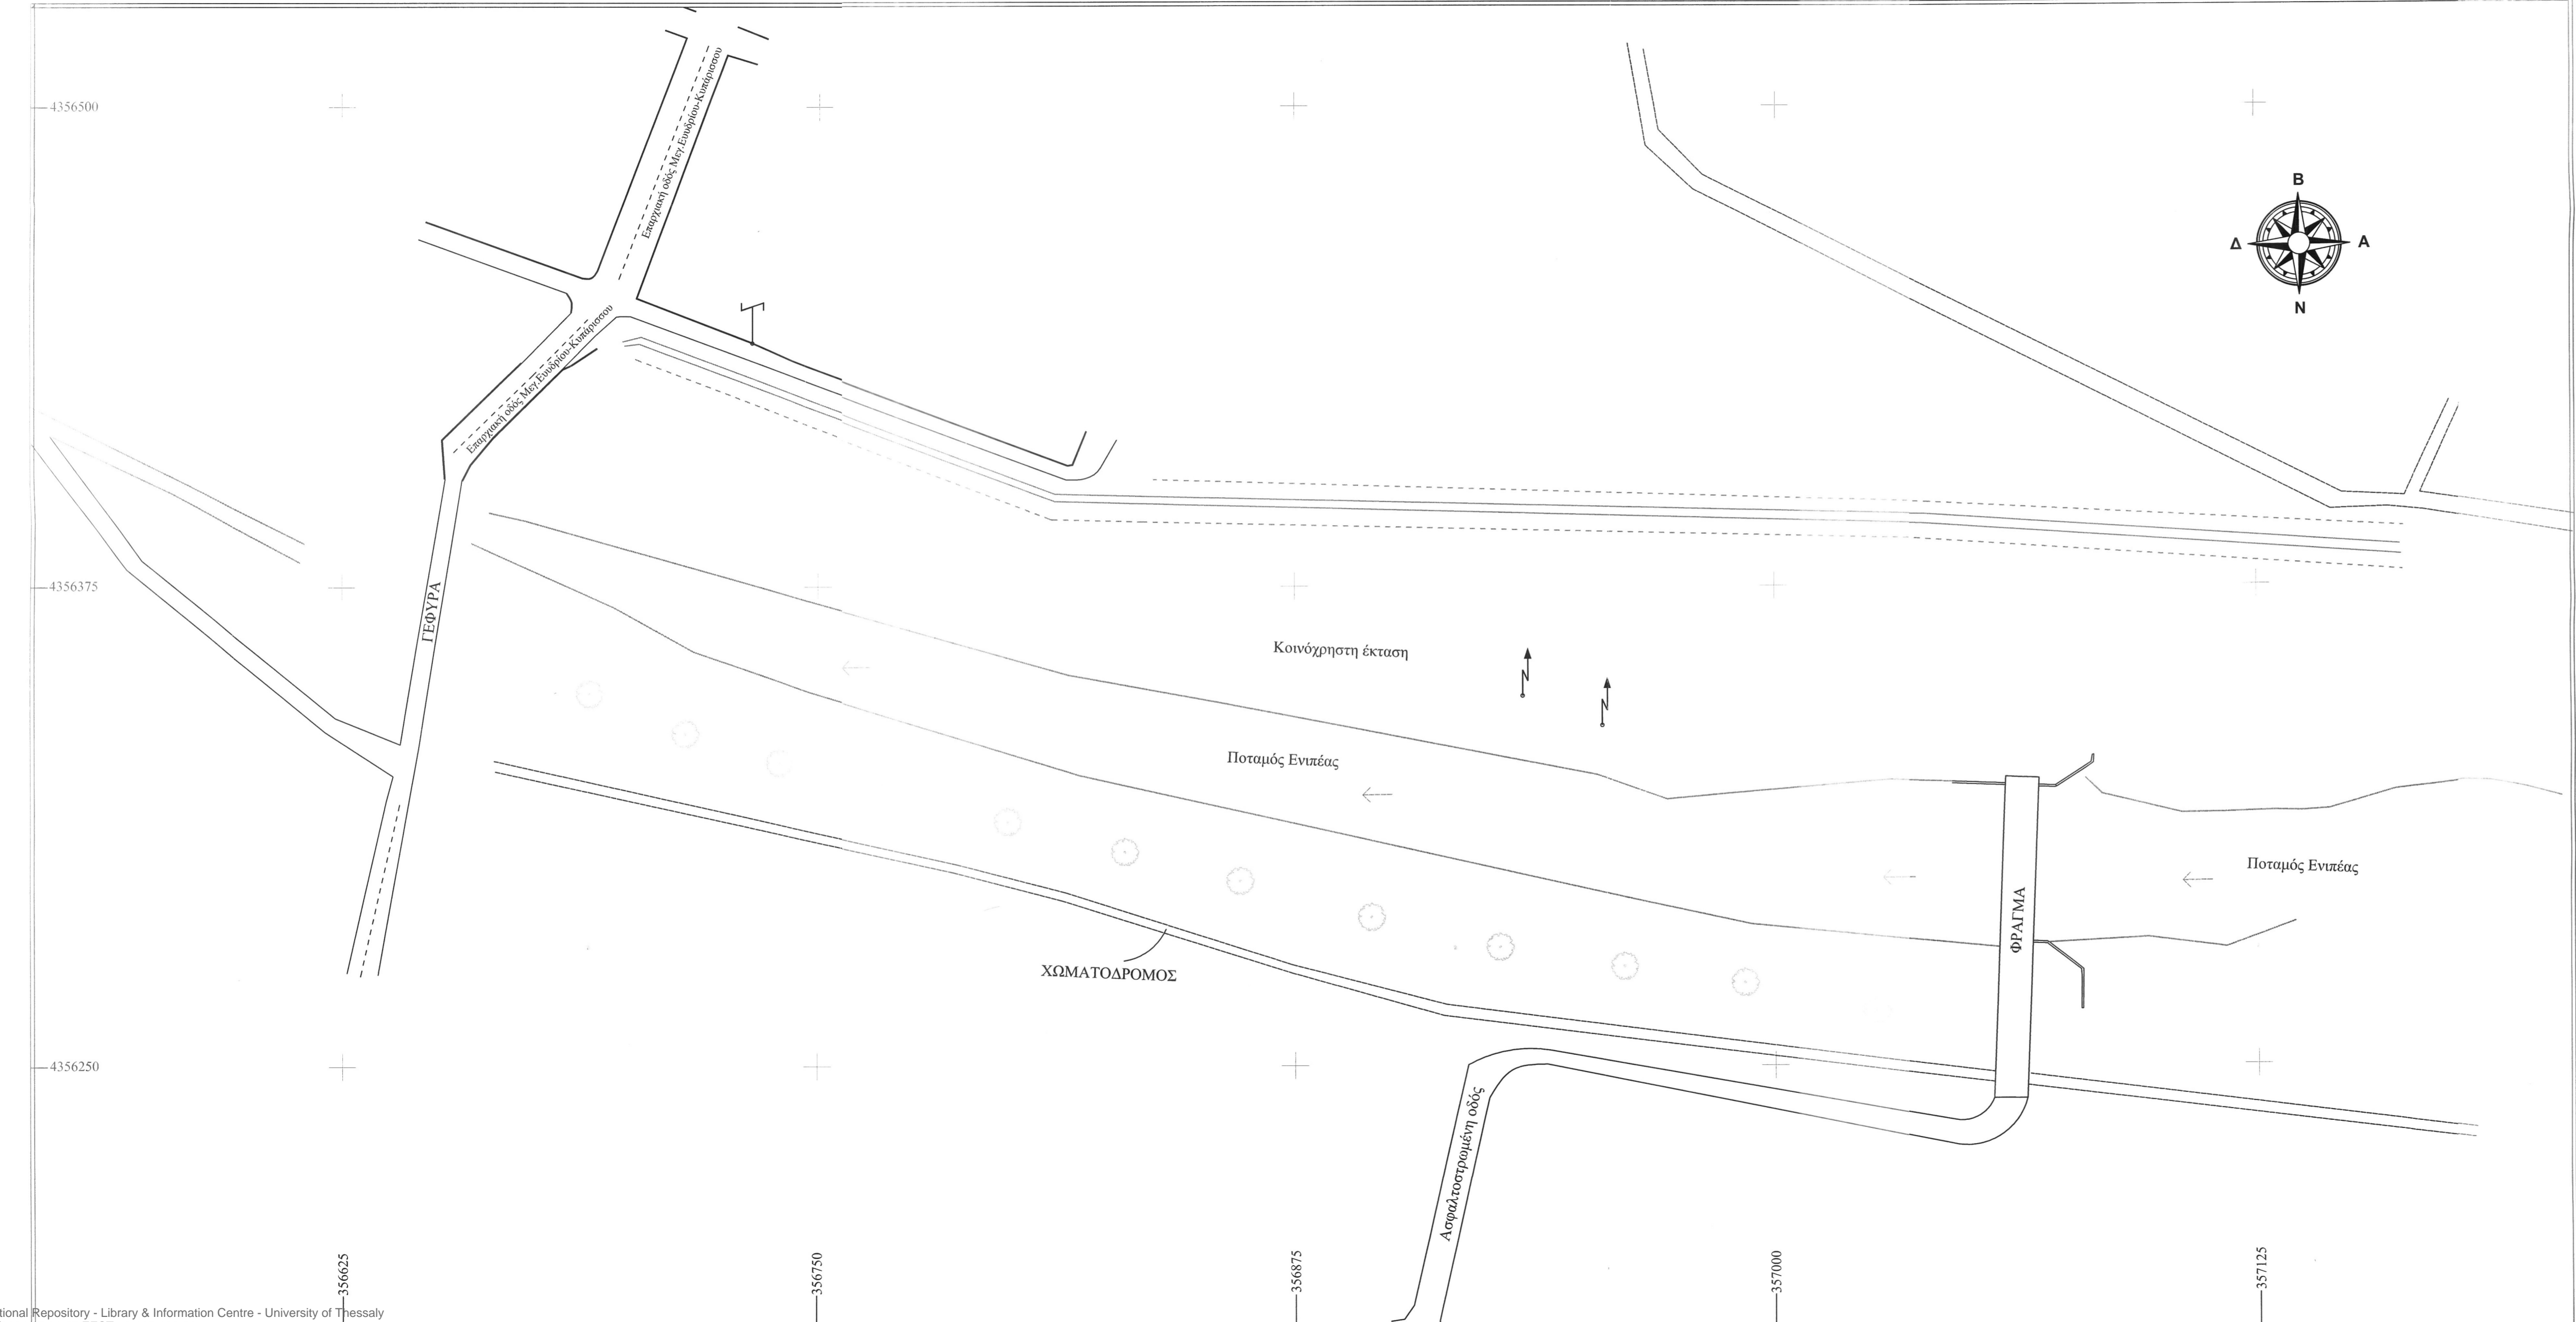 4356500
Επαρχιακή οδός Μεγ.Ευυδρίου-Κυπάρισσου
Β
Δ
Α
Ν
Επαρχιακή οδός Μεγ.Ευυδρίου-Κυπάρισσου
4356375
ΓΕΦΥΡΑ
Κοινόχρηστη έκταση
Ποταμός Ενιπέας
Ποταμός Ενιπέας
ΦΡΑΓΜΑ
ΧΩΜΑΤΟΔΡΟΜΟΣ
4356250
Ασφαλτοστρωμένη οδός
356625
356750
356875
357000
357125
tional Repository - Library & Information Centre - University of Thessaly